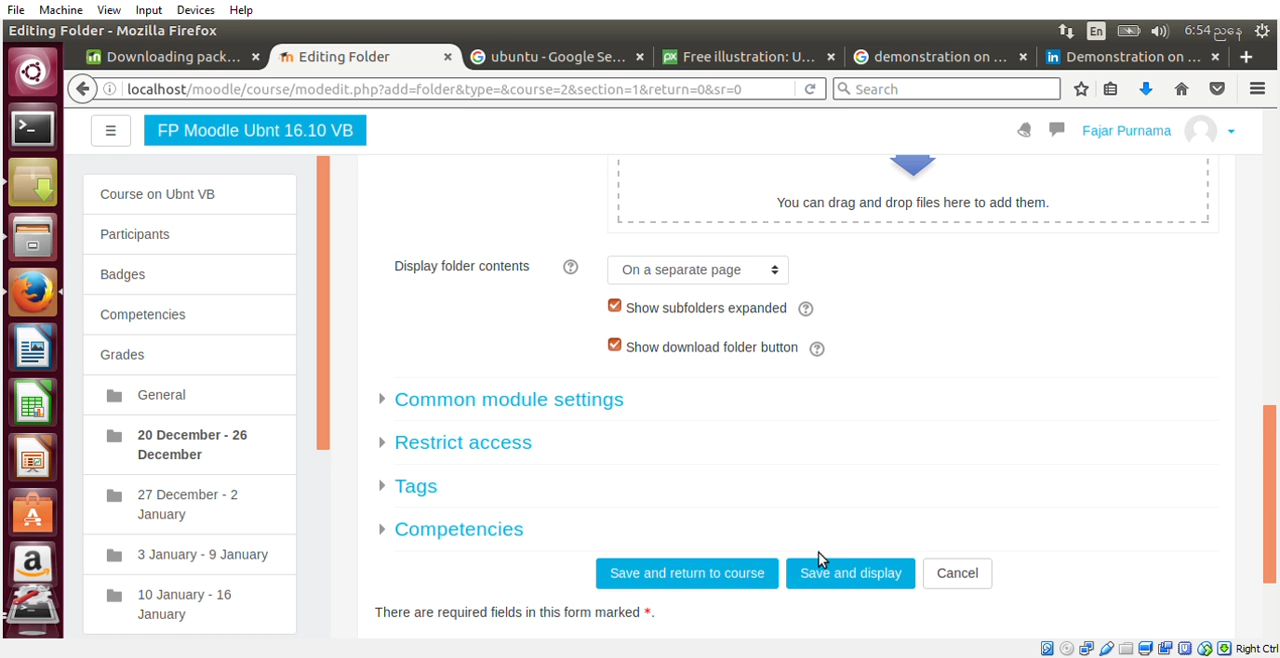 File Machine View Input Devices Help
Editing Folder - Mozilla Firefox
En
6:54 ညနေ
Downloading pack... ×
Editing Folder ×
ubuntu - Google Se... ×
Free illustration: U... ×
demonstration on ... ×
Demonstration on ... ×
localhost/moodle/course/modedit.php?add=folder&type=&course=2&section=1&return=0&sr=0
Search
FP Moodle Ubnt 16.10 VB
Fajar Purnama
Course on Ubnt VB
Participants
Badges
Competencies
Grades
General
20 December - 26
December
27 December - 2
January
3 January - 9 January
10 January - 16
January
You can drag and drop files here to add them.
Display folder contents
On a separate page
Show subfolders expanded
Show download folder button
Common module settings
Restrict access
Tags
Competencies
Save and return to course
Save and display
Cancel
There are required fields in this form marked *.
Right Ctrl